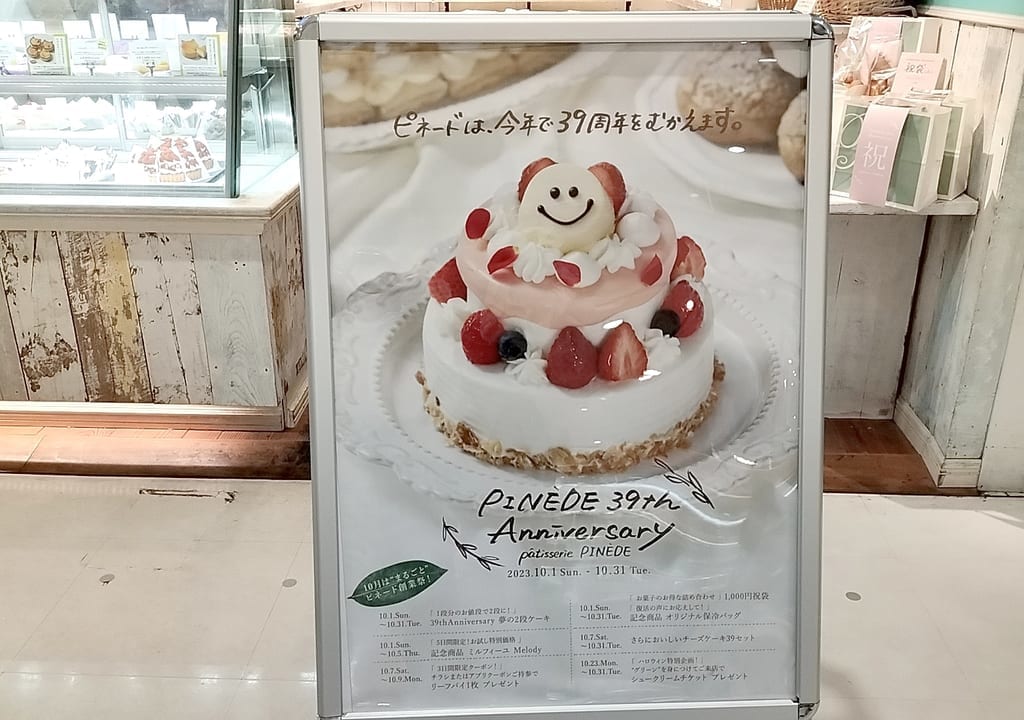 ピネードは、今年で39周年をむかえます。
PINÈDE 39th
Anniversary
pâtisserie PINEDE
2023.10.1 Sun. - 10.31 Tue.
10月は"まるごと"
ピネード創業祭！
10.1.Sun.
～10.31.Tue.
「1段分のお値段で2段に！」
39thAnniversary 夢の2段ケーキ
10.1.Sun.
～10.5.Thu.
「5日間限定！お試し特別価格」
記念商品 ミルフィーユ Melody
10.7.Sat.
～10.9.Mon.
「3日間限定クーポン！」
チラシまたはアプリクーポンご持参で
リーフパイ1枚 プレゼント
10.1.Sun.
～10.31.Tue.
「お菓子のお得な詰め合わせ」1,000円祝袋
「復活の声にお応えして！」
記念商品 オリジナル保冷バッグ
10.7.Sat.
～10.31.Tue.
さらにおいしいチーズケーキ39セット
10.23.Mon.
～10.31.Tue.
「ハロウィン特別企画！」
"グリーン"を身につけてご来店で
シュークリームチケット プレゼント
祝袋
祝